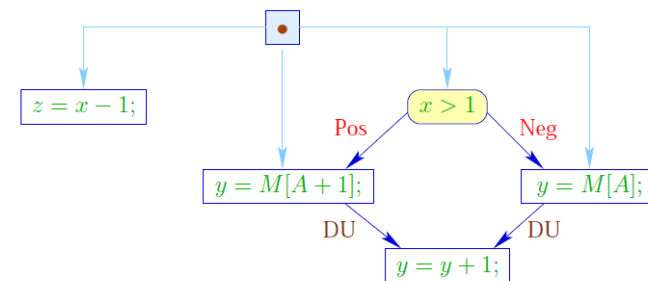 z = x − 1;
x > 1
Pos
Neg
y = M[A + 1];
y = M[A];
DU
DU
y = y + 1;